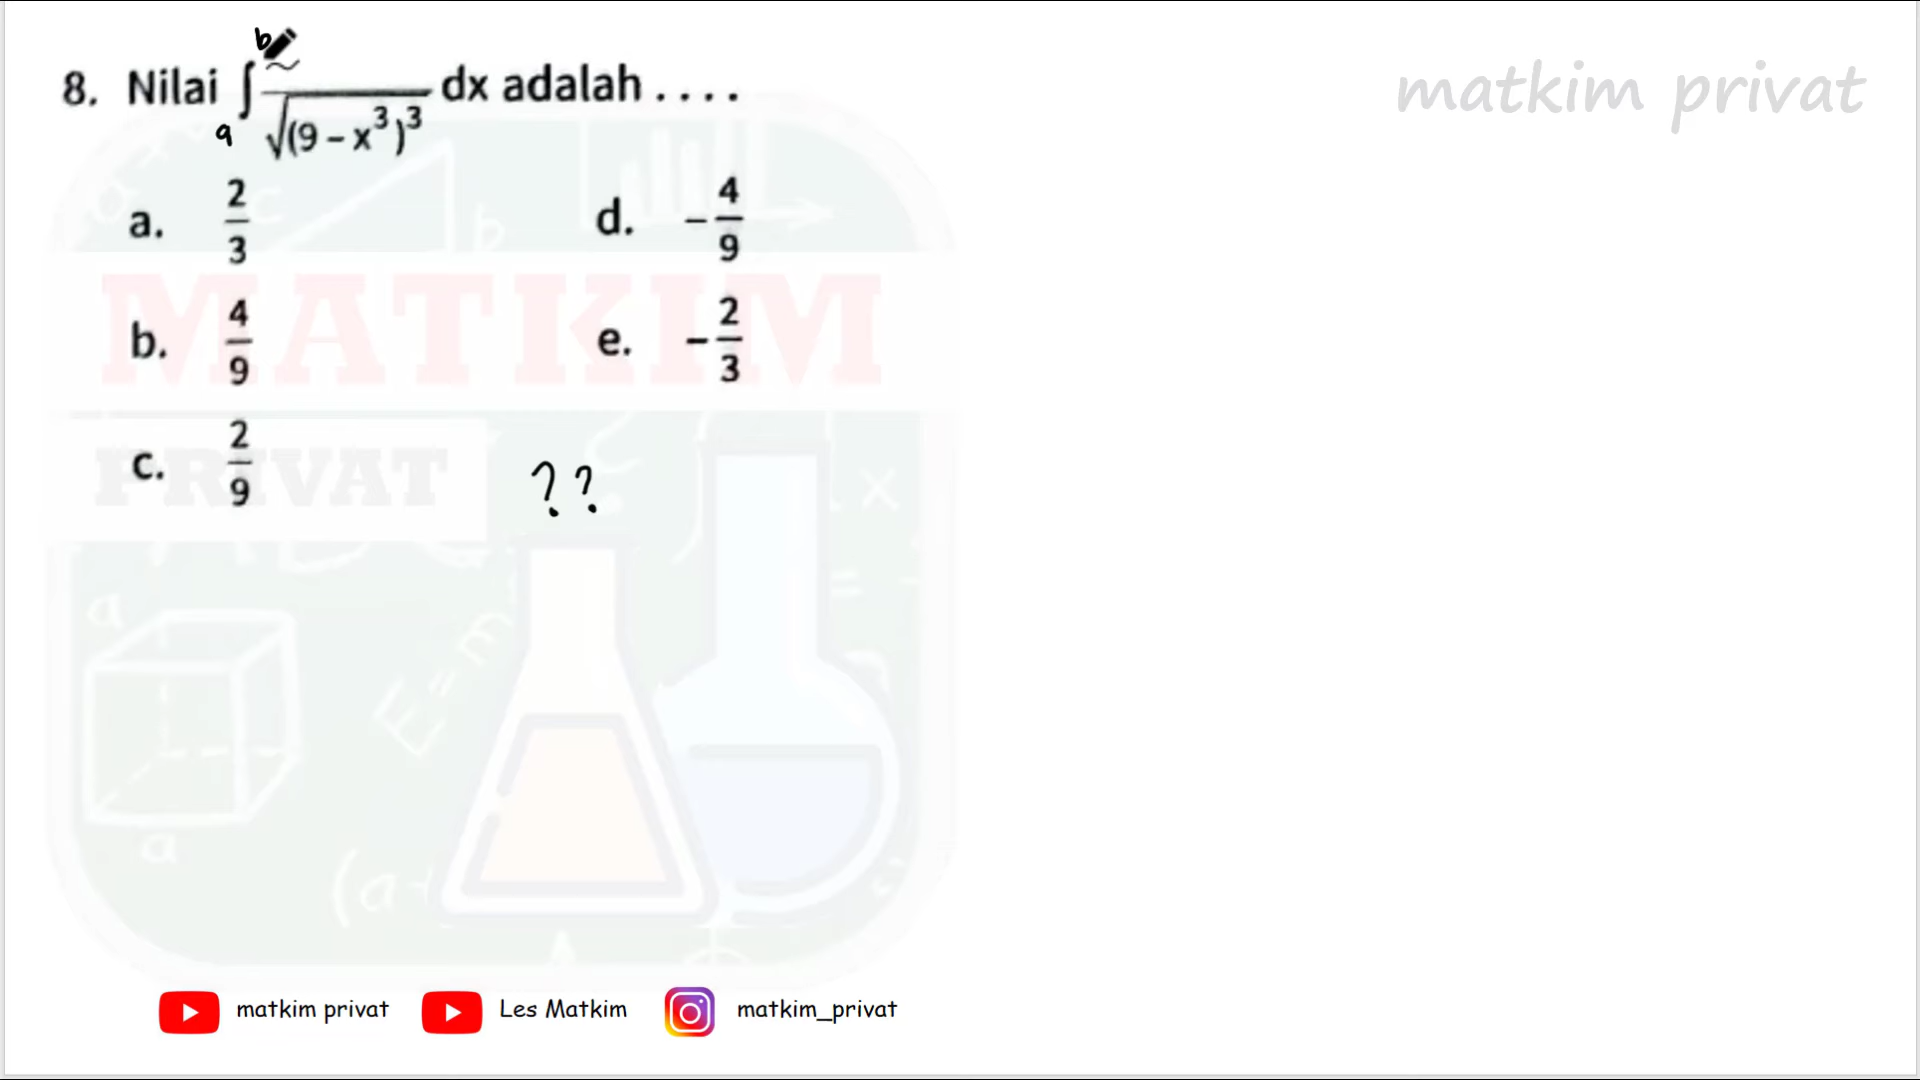 matkim privat
8. Nilai ∫ₐᵇ ~/√(9 – x³)³ dx adalah . . . .
a. 2/3
b. 4/9
c. 2/9
d. – 4/9
e. – 2/3
? ?
MATKIM
PRIVAT
c
b
x
=
a
E=m
a
(a+
matkim privat
Les Matkim
matkim_privat